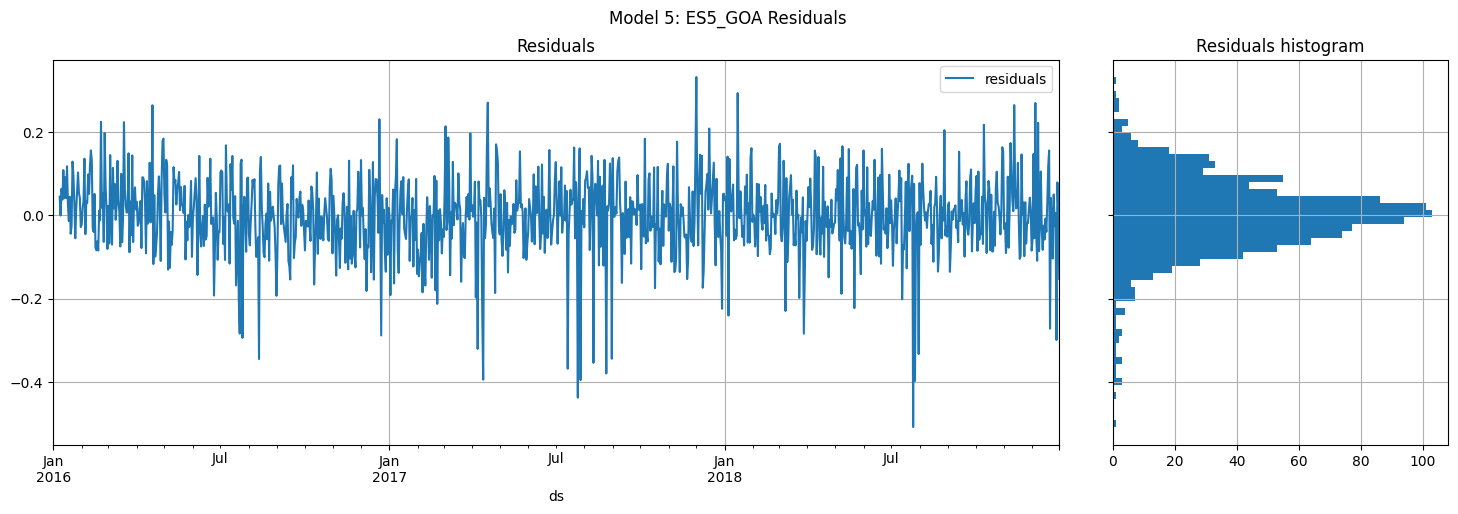 Model 5: ES5_GOA Residuals
Residuals
Residuals histogram
residuals
0.2
0.0
−0.2
−0.4
Jan
2016
Jul
Jan
2017
Jul
Jan
2018
Jul
ds
0 20 40 60 80 100